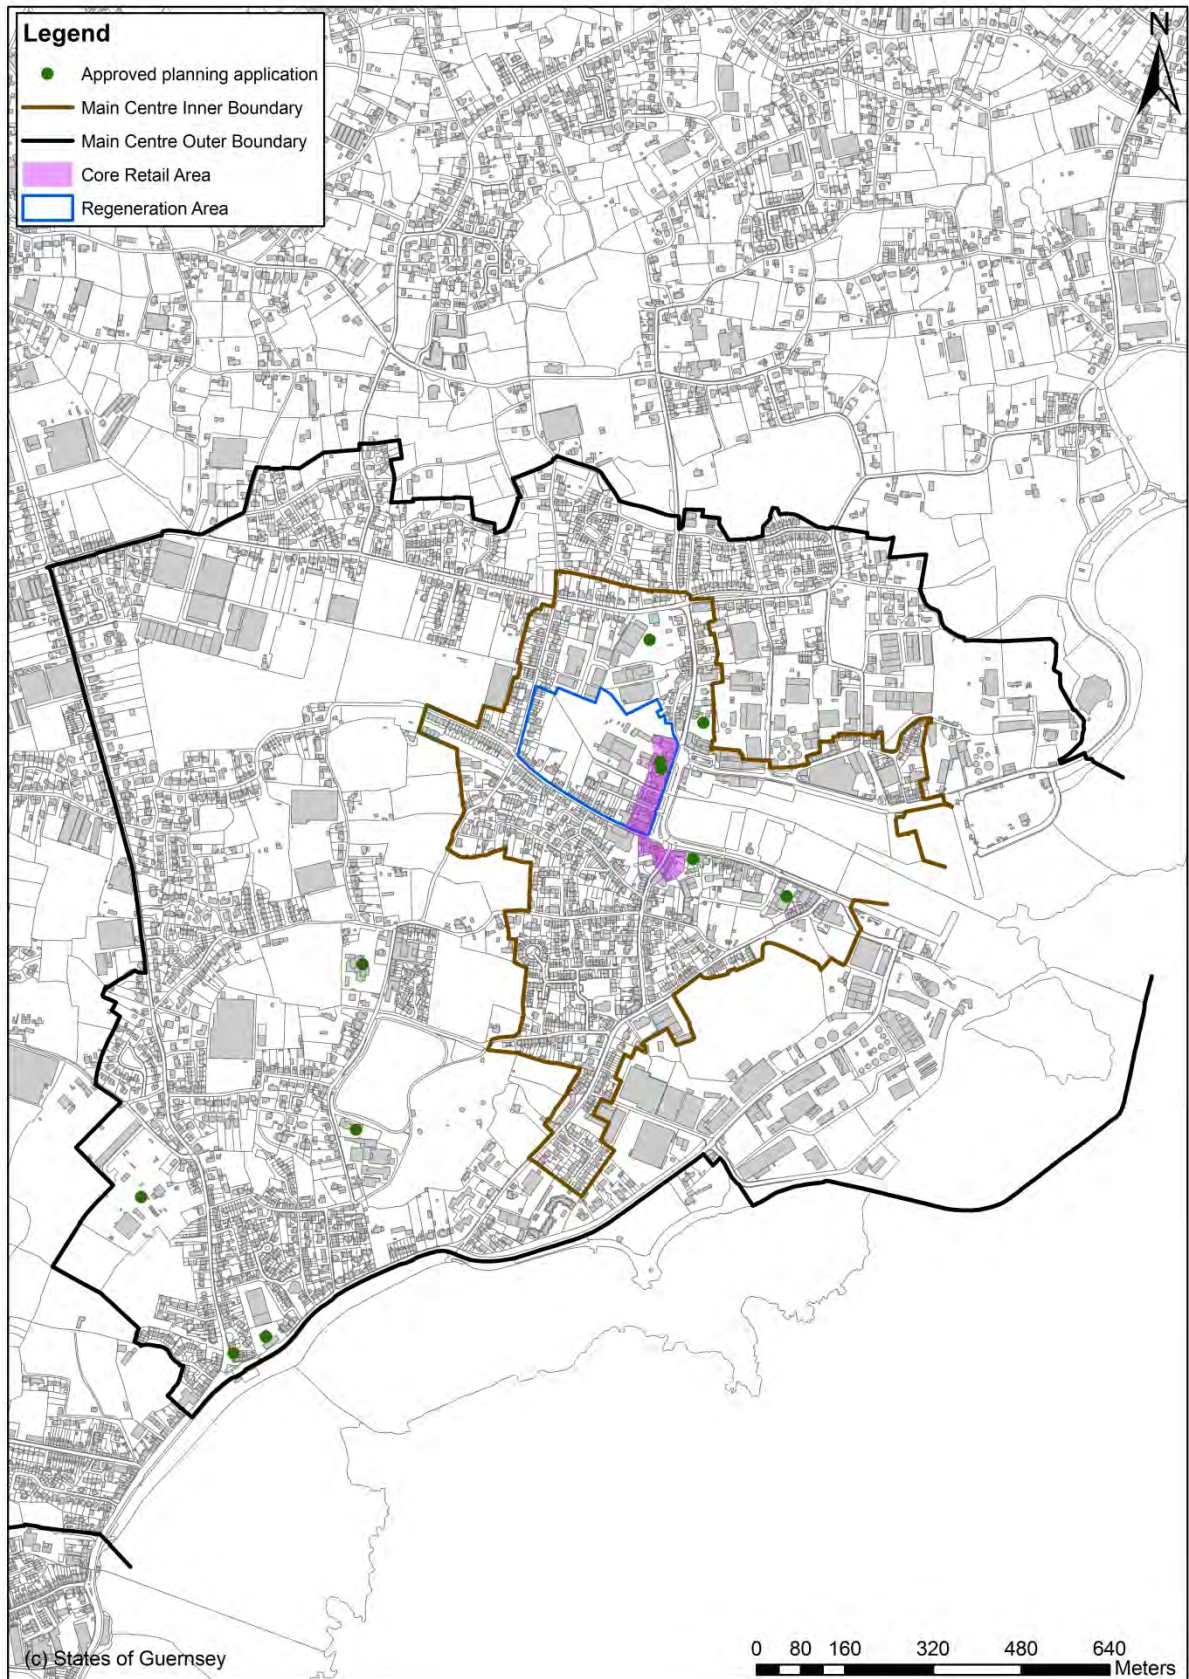 Legend
Approved planning application
Main Centre Inner Boundary
Main Centre Outer Boundary
Core Retail Area
Regeneration Area
N
(c) States of Guernsey
0 80 160 320 480 640
Meters